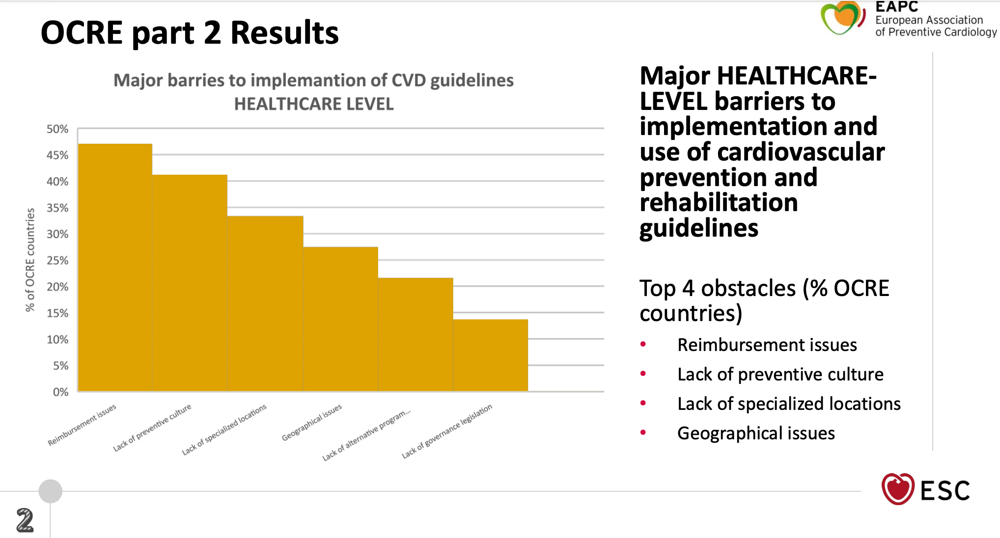 EAPC
European Association
of Preventive Cardiology
OCRE part 2 Results
Major barries to implemantion of CVD guidelines
HEALTHCARE LEVEL
50%
45%
40%
35%
30%
25%
20%
15%
10%
5%
0%
% of OCRE countries
Reimbursement issues
Lack of preventive culture
Lack of specialized locations
Geographical issues
Lack of alternative program...
Lack of governance legislation
Major HEALTHCARE-
LEVEL barriers to
implementation and
use of cardiovascular
prevention and
rehabilitation
guidelines
Top 4 obstacles (% OCRE
countries)
• Reimbursement issues
• Lack of preventive culture
• Lack of specialized locations
• Geographical issues
ESC
2